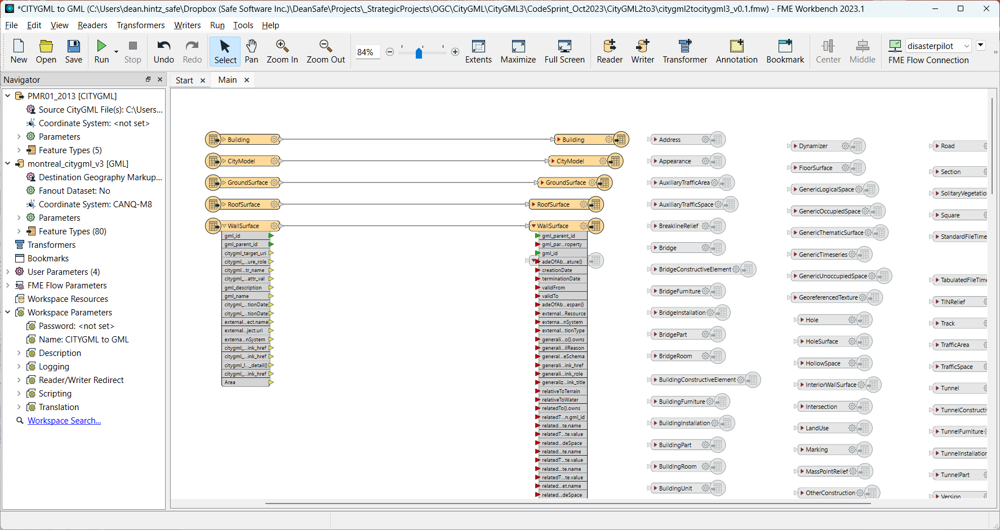 *CITYGML to GML (C:\Users\dean.hintz_safe\Dropbox (Safe Software Inc.)\DeanSafe\Projects\_StrategicProjects\OGC\CityGML\CityGML3\CodeSprint_Oct2023\CityGML2to3\citygml2tocitygml3_v0.1.fmw) - FME Workbench 2023.1
File Edit View Readers Transformers Writers Run Tools Help
New Open Save Run Stop Undo Redo Select Pan Zoom In Zoom Out 84% Extents Maximize Full Screen Reader Writer Transformer Annotation Bookmark Center Middle disasterpilot
FME Flow Connection
Navigator
Start
Main
PMR01_2013 [CITYGML]
Source CityGML File(s): C:\Users...
Coordinate System: <not set>
Parameters
Feature Types (5)
montreal_citygml_v3 [GML]
Destination Geography Markup...
Fanout Dataset: No
Coordinate System: CANQ-M8
Parameters
Feature Types (80)
Transformers
Bookmarks
User Parameters (4)
FME Flow Parameters
Workspace Resources
Workspace Parameters
Password: <not set>
Name: CITYGML to GML
Description
Logging
Reader/Writer Redirect
Scripting
Translation
Workspace Search...
Building
CityModel
GroundSurface
RoofSurface
WallSurface
gml_id
gml_parent_id
citygml_target_uri
citygml_...ure_role
citygml...tr_name
citygml_...attr_val
gml_description
gml_name
citygml_...tionDate
citygml_...tionDate
external...ect.name
external...ject.uri
externa...nSystem
citygml_...ink_href
citygml_...ink_href
citygml_l..._detail{}
citygml_...ink_href
Area
Building
CityModel
GroundSurface
RoofSurface
WallSurface
gml_parent_id
gml_par...roperty
gml_id
adeOfAb...ature{}
creationDate
terminationDate
validFrom
validTo
adeOfAb...espan{}
external...Resource
externa...nSystem
external...tionType
generali...o{}.owns
generali...ilReason
general...eSchema
generali...ink_href
generali...ink_role
generaliz...ink_title
relativeToTerrain
relativeToWater
relatedTo{}.owns
relatedT...n.gml_id
relatedT...te.name
relatedT...te.value
related...deSpace
related...te.name
relatedT...te.value
related...te.name
relatedT...te.value
related...et.name
related...deSpace
Address
Appearance
AuxiliaryTrafficArea
AuxiliaryTrafficSpace
BreaklineRelief
Bridge
BridgeConstructiveElement
BridgeFurniture
BridgeInstallation
BridgePart
BridgeRoom
BuildingConstructiveElement
BuildingFurniture
BuildingInstallation
BuildingPart
BuildingRoom
BuildingUnit
Dynamizer
FloorSurface
GenericLogicalSpace
GenericOccupiedSpace
GenericThematicSurface
GenericTimeseries
GenericUnoccupiedSpace
GeoreferencedTexture
Hole
HoleSurface
HollowSpace
InteriorWallSurface
Intersection
LandUse
Marking
MassPointRelief
OtherConstruction
Road
Section
SolitaryVegetatio
Square
StandardFileTime
TabulatedFileTime
TINRelief
Track
TrafficArea
TrafficSpace
Tunnel
TunnelConstructiv
TunnelFurniture
TunnelInstallation
TunnelPart
Version